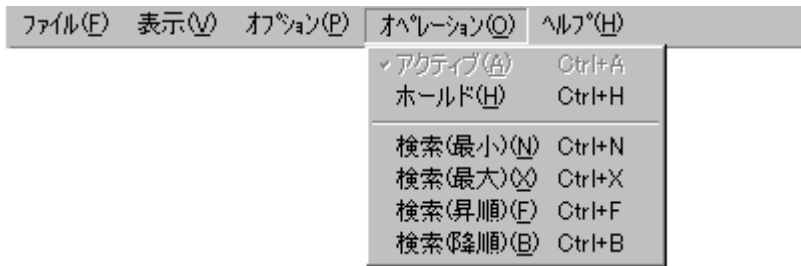 ﾌｧｲﾙ(F) 表示(V) ｵﾌﾟｼｮﾝ(P) ｵﾍﾟﾚｰｼｮﾝ(O) ﾍﾙﾌﾟ(H)
アクティブ(A) Ctrl+A
ホールド(H) Ctrl+H
検索(最小)(N) Ctrl+N
検索(最大)(X) Ctrl+X
検索(昇順)(F) Ctrl+F
検索(降順)(B) Ctrl+B